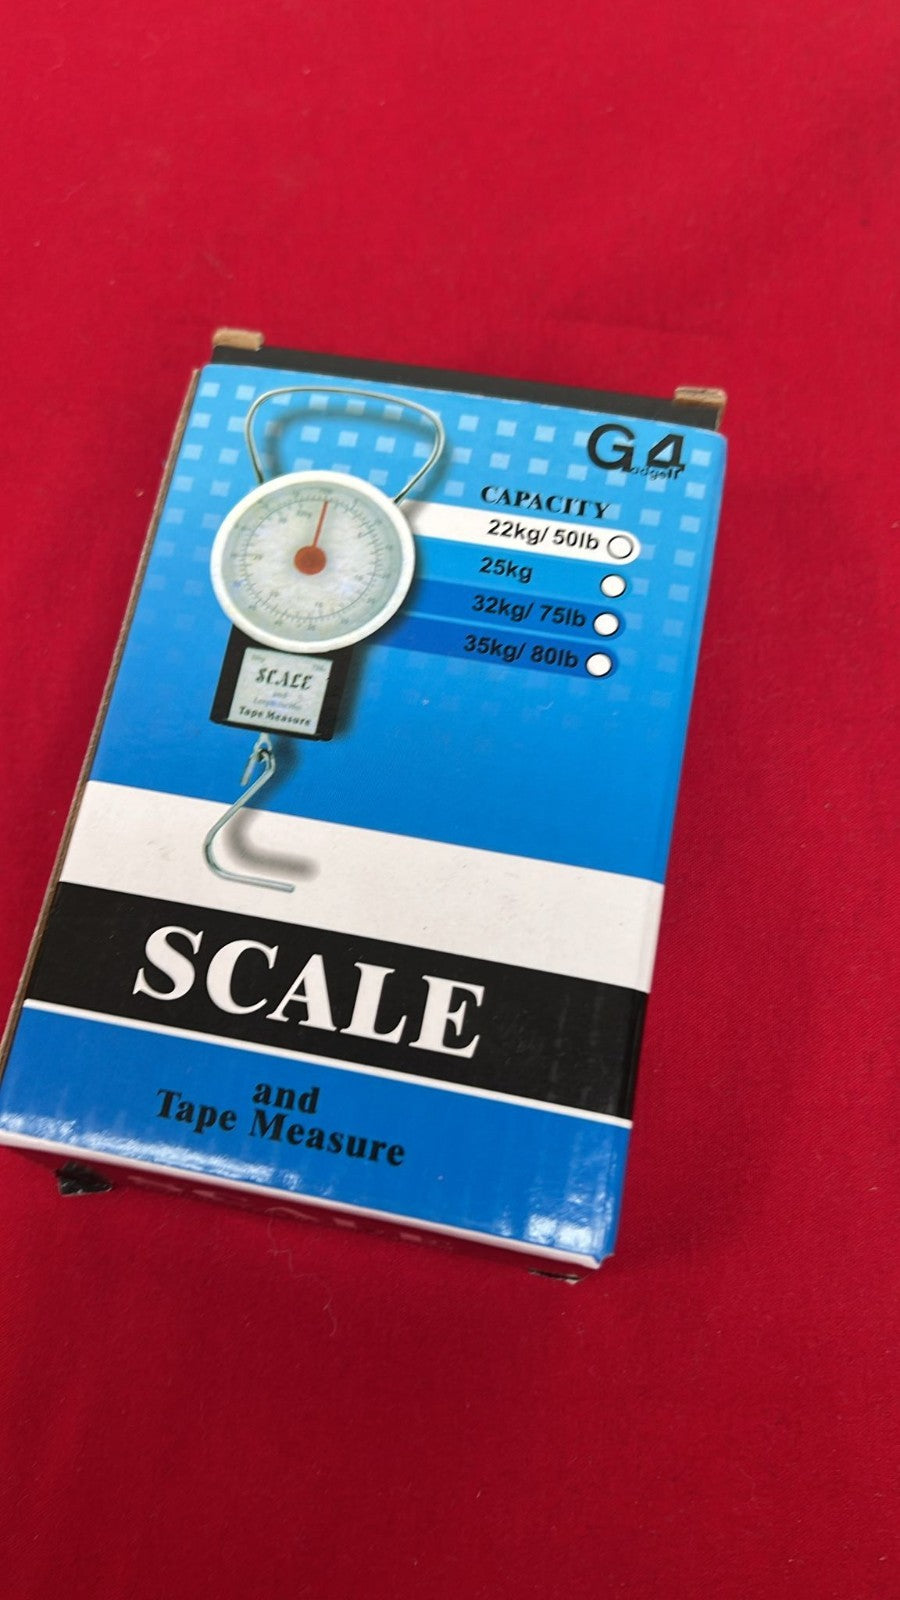 G4
CAPACITY
22kg/ 50lb
25kg
32kg/ 75lb
35kg/ 80lb
SCALE
and
Tape Measure
SCALE
and
Tape Measure